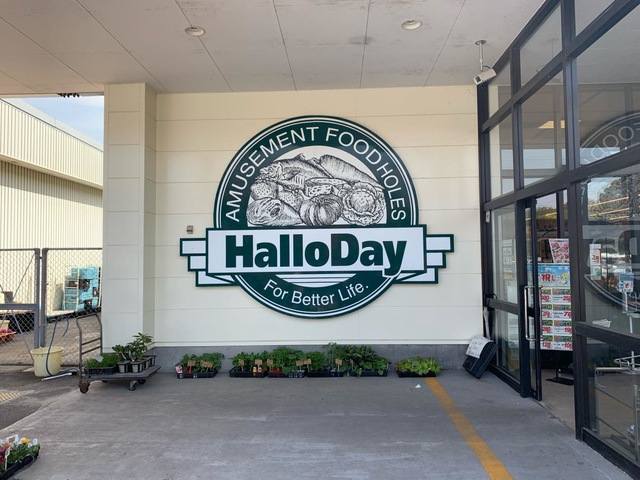 AMUSEMENT FOODHOLES
HalloDay
For Better Life.